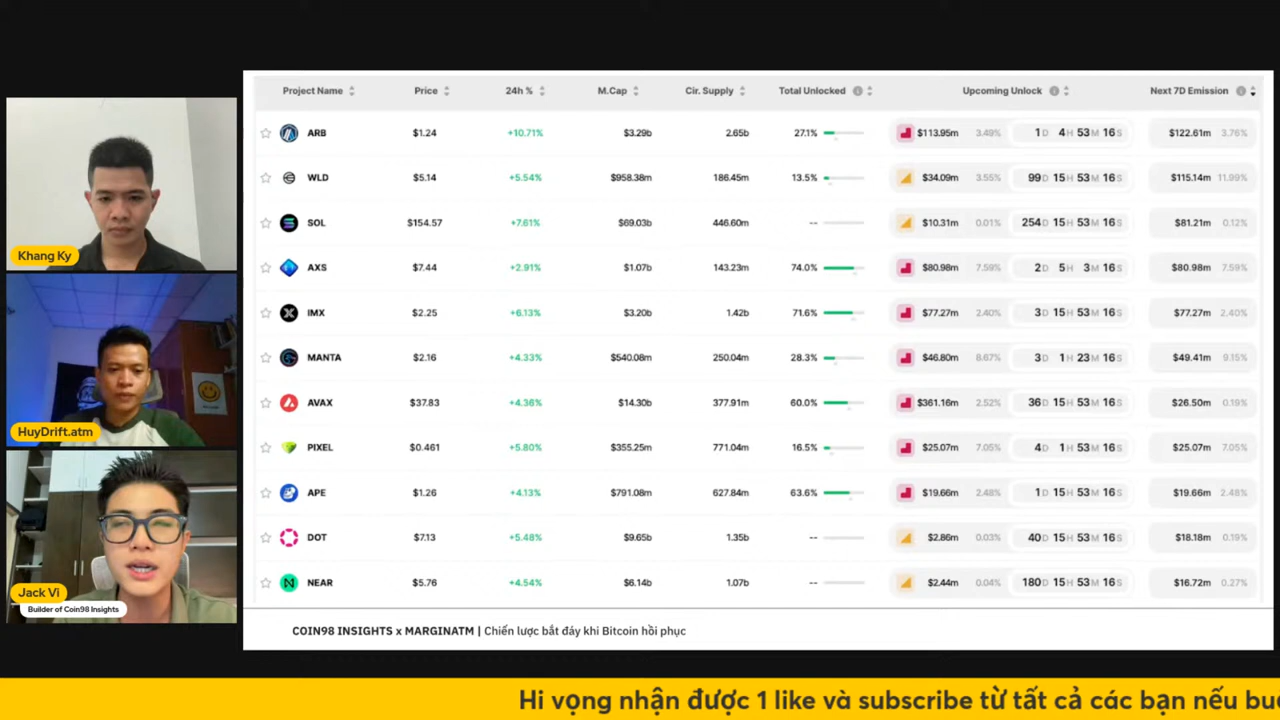 Khang Ky
HuyDrift.atm
Jack Vi
Builder of Coin98 Insights
Project Name Price 24h % M.Cap Cir. Supply Total Unlocked Upcoming Unlock Next 7D Emission
ARB $1.24 +10.71% $3.29b 2.65b 27.1% $113.95m 3.49% 1D 4H 53M 16S $122.61m 3.76%
WLD $5.14 +5.54% $958.38m 186.45m 13.5% $34.09m 3.55% 99D 15H 53M 16S $115.14m 11.99%
SOL $154.57 +7.61% $69.03b 446.60m -- $10.31m 0.01% 254D 15H 53M 16S $81.21m 0.12%
AXS $7.44 +2.91% $1.07b 143.23m 74.0% $80.98m 7.59% 2D 5H 3M 16S $80.98m 7.59%
IMX $2.25 +6.13% $3.20b 1.42b 71.6% $77.27m 2.40% 3D 15H 53M 16S $77.27m 2.40%
MANTA $2.16 +4.33% $540.08m 250.04m 28.3% $46.80m 8.67% 3D 1H 23M 16S $49.41m 9.15%
AVAX $37.83 +4.36% $14.30b 377.91m 60.0% $361.16m 2.52% 36D 15H 53M 16S $26.50m 0.19%
PIXEL $0.461 +5.80% $355.25m 771.04m 16.5% $25.07m 7.05% 4D 1H 53M 16S $25.07m 7.05%
APE $1.26 +4.13% $791.08m 627.84m 63.6% $19.66m 2.48% 1D 15H 53M 16S $19.66m 2.48%
DOT $7.13 +5.48% $9.65b 1.35b -- $2.86m 0.03% 40D 15H 53M 16S $18.18m 0.19%
NEAR $5.76 +4.54% $6.14b 1.07b -- $2.44m 0.04% 180D 15H 53M 16S $16.72m 0.27%
COIN98 INSIGHTS x MARGINATM | Chiến lược bắt đáy khi Bitcoin hồi phục
Hi vọng nhận được 1 like và subscribe từ tất cả các bạn nếu